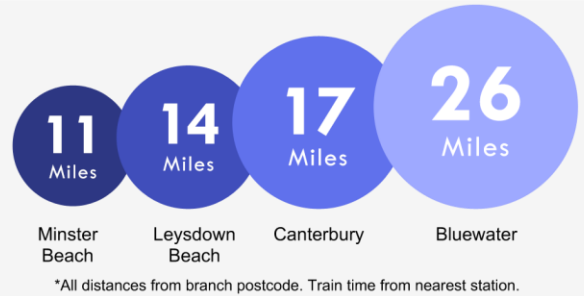 11
Miles
14
Miles
17
Miles
26
Miles
Minster
Beach
Leysdown
Beach
Canterbury
Bluewater
*All distances from branch postcode. Train time from nearest station.